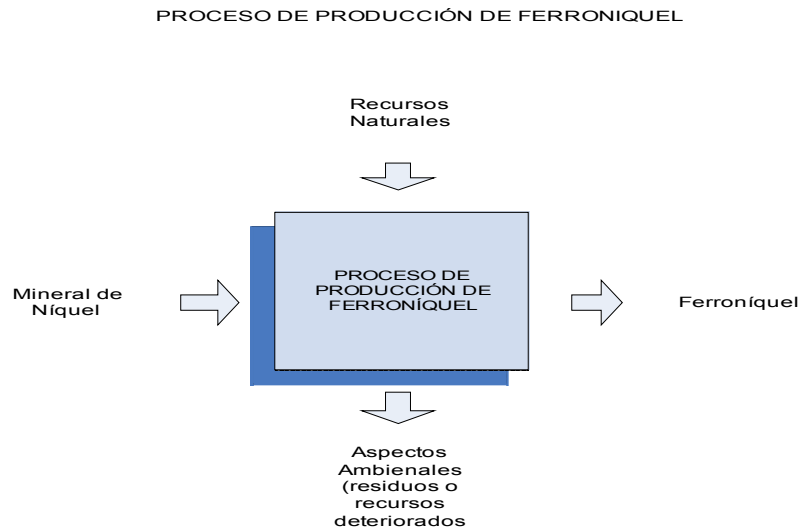 PROCESO DE PRODUCCIÓN DE FERRONIQUEL
Recursos
Naturales
Mineral de
Níquel
PROCESO DE
PRODUCCIÓN DE
FERRONÍQUEL
Ferroníquel
Aspectos
Ambienales
(residuos o
recursos
deteriorados